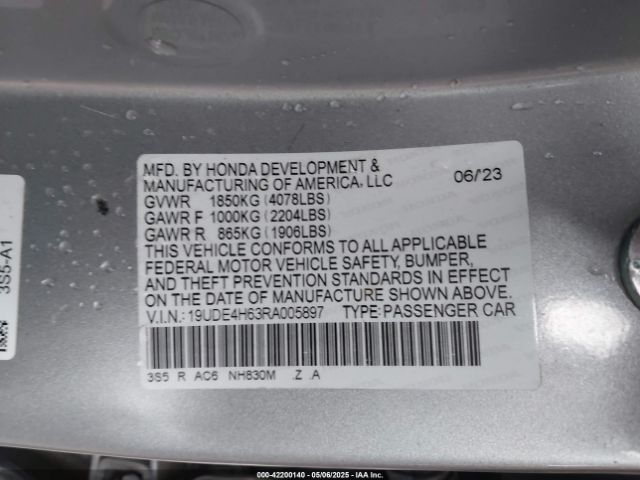 MFD. BY HONDA DEVELOPMENT &
MANUFACTURING OF AMERICA, LLC 06/'23
GVWR 1850KG (4078LBS)
GAWR F 1000KG (2204LBS)
GAWR R 865KG (1906LBS)
THIS VEHICLE CONFORMS TO ALL APPLICABLE
FEDERAL MOTOR VEHICLE SAFETY, BUMPER,
AND THEFT PREVENTION STANDARDS IN EFFECT
ON THE DATE OF MANUFACTURE SHOWN ABOVE.
V.I.N.: 19UDE4H63RA005897 TYPE: PASSENGER CAR
3S5 R AC6 NH830M .Z .A
3S5-A1
000-42200140 - 05/06/2025 - IAA Inc.